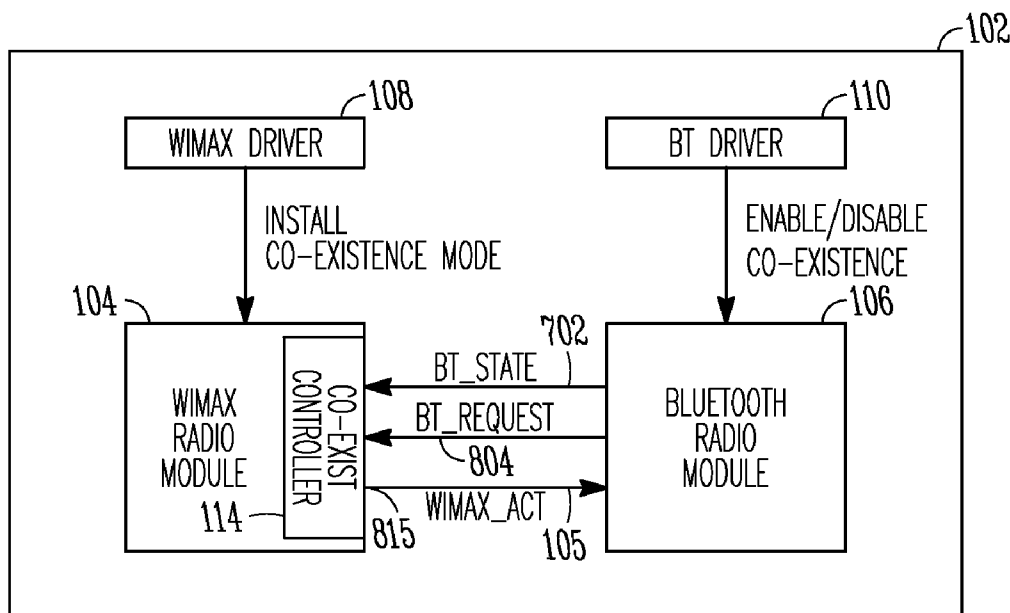 102
108
WIMAX DRIVER
110
BT DRIVER
INSTALL
CO-EXISTENCE MODE
ENABLE/DISABLE
CO-EXISTENCE
104
WIMAX
RADIO
MODULE
114
CO-EXIST
CONTROLLER
702
BT_STATE
BT_REQUEST
804
WIMAX_ACT
815
105
106
BLUETOOTH
RADIO
MODULE